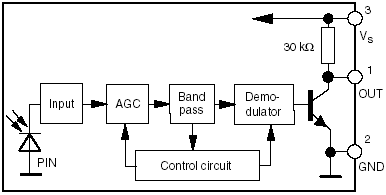 3
30 kΩ
Vs
1
Input
AGC
Band
pass
Demo-
dulator
OUT
2
PIN
Control circuit
GND